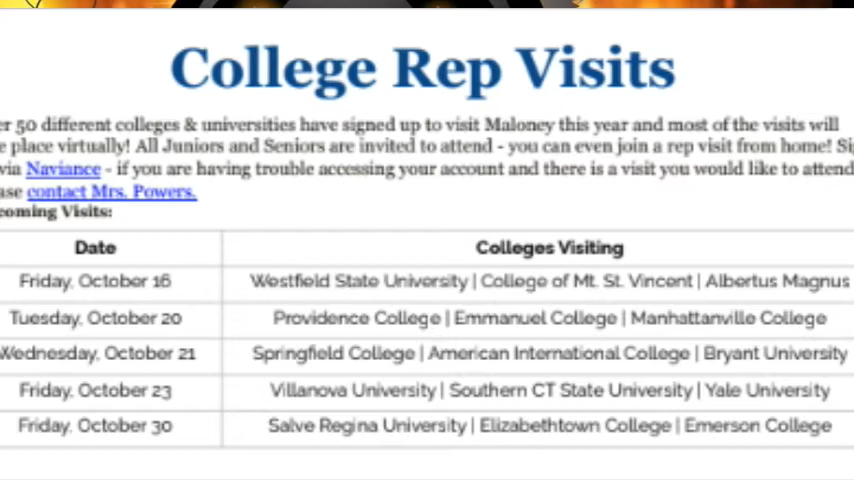 College Rep Visits
er 50 different colleges & universities have signed up to visit Maloney this year and most of the visits will
e place virtually! All Juniors and Seniors are invited to attend - you can even join a rep visit from home! Si
via Naviance - if you are having trouble accessing your account and there is a visit you would like to attend
ase contact Mrs. Powers.
coming Visits:
Date Colleges Visiting
Friday, October 16 Westfield State University | College of Mt. St. Vincent | Albertus Magnus
Tuesday, October 20 Providence College | Emmanuel College | Manhattanville College
Wednesday, October 21 Springfield College | American International College | Bryant University
Friday, October 23 Villanova University | Southern CT State University | Yale University
Friday, October 30 Salve Regina University | Elizabethtown College | Emerson College